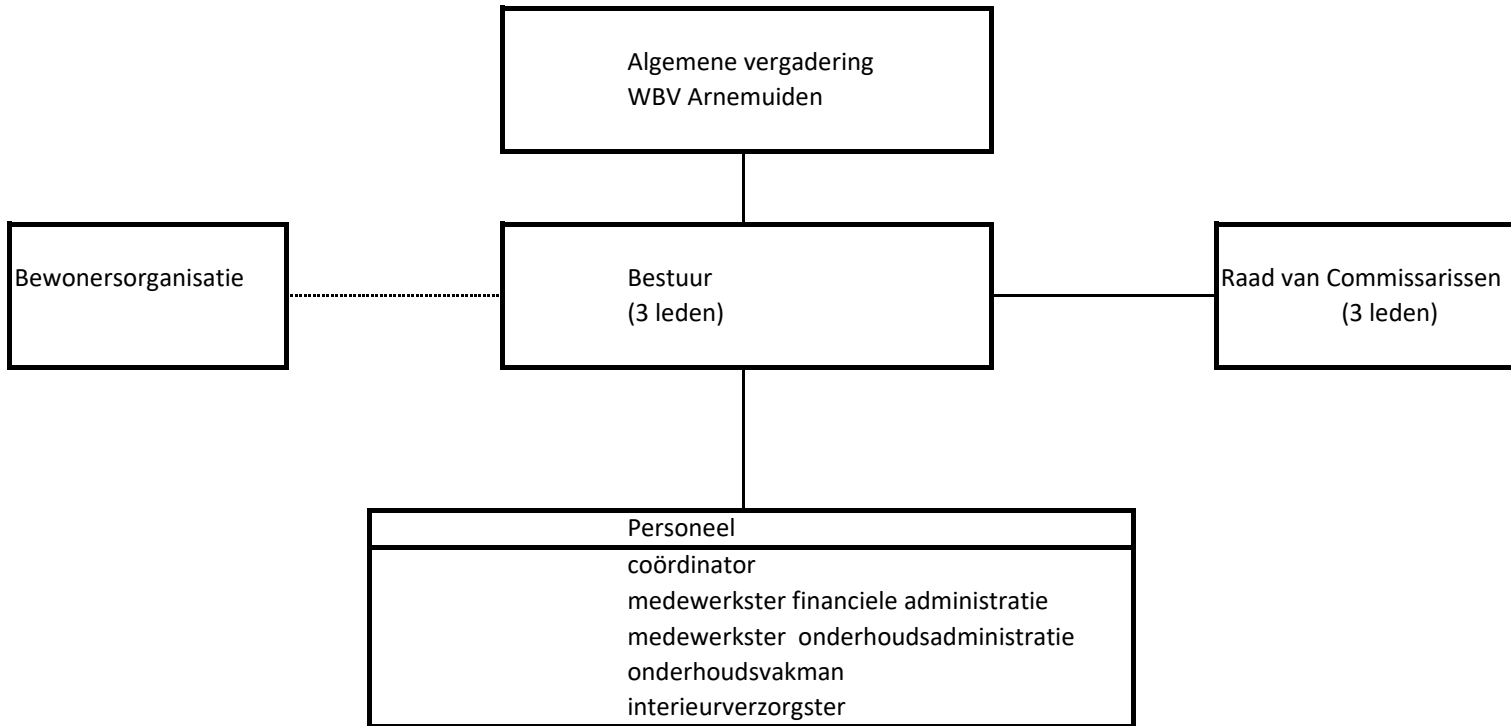 Algemene vergadering
WBV Arnemuiden
Bewonersorganisatie
Bestuur
(3 leden)
Raad van Commissarissen
(3 leden)
Personeel
coördinator
medewerkster financiele administratie
medewerkster onderhoudsadministratie
onderhoudsvakman
interieurverzorgster